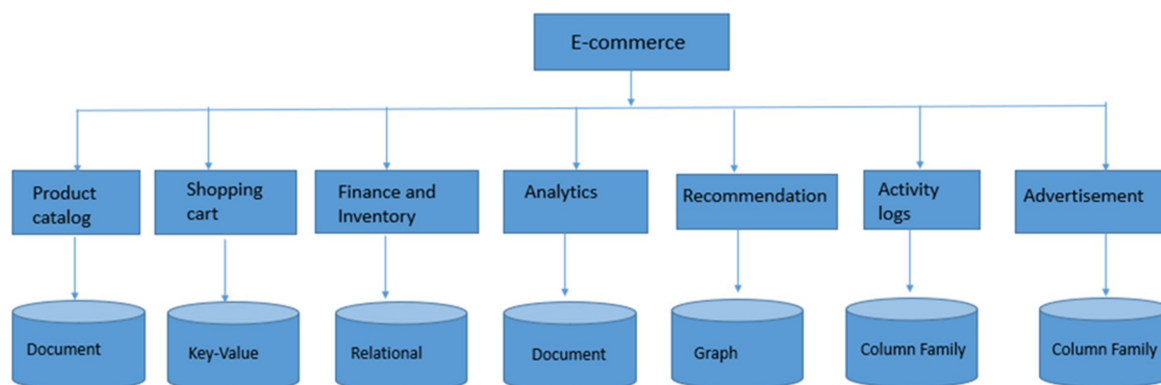 E-commerce
Product
catalog
Shopping
cart
Finance and
Inventory
Analytics
Recommendation
Activity
logs
Advertisement
Document
Key-Value
Relational
Document
Graph
Column Family
Column Family